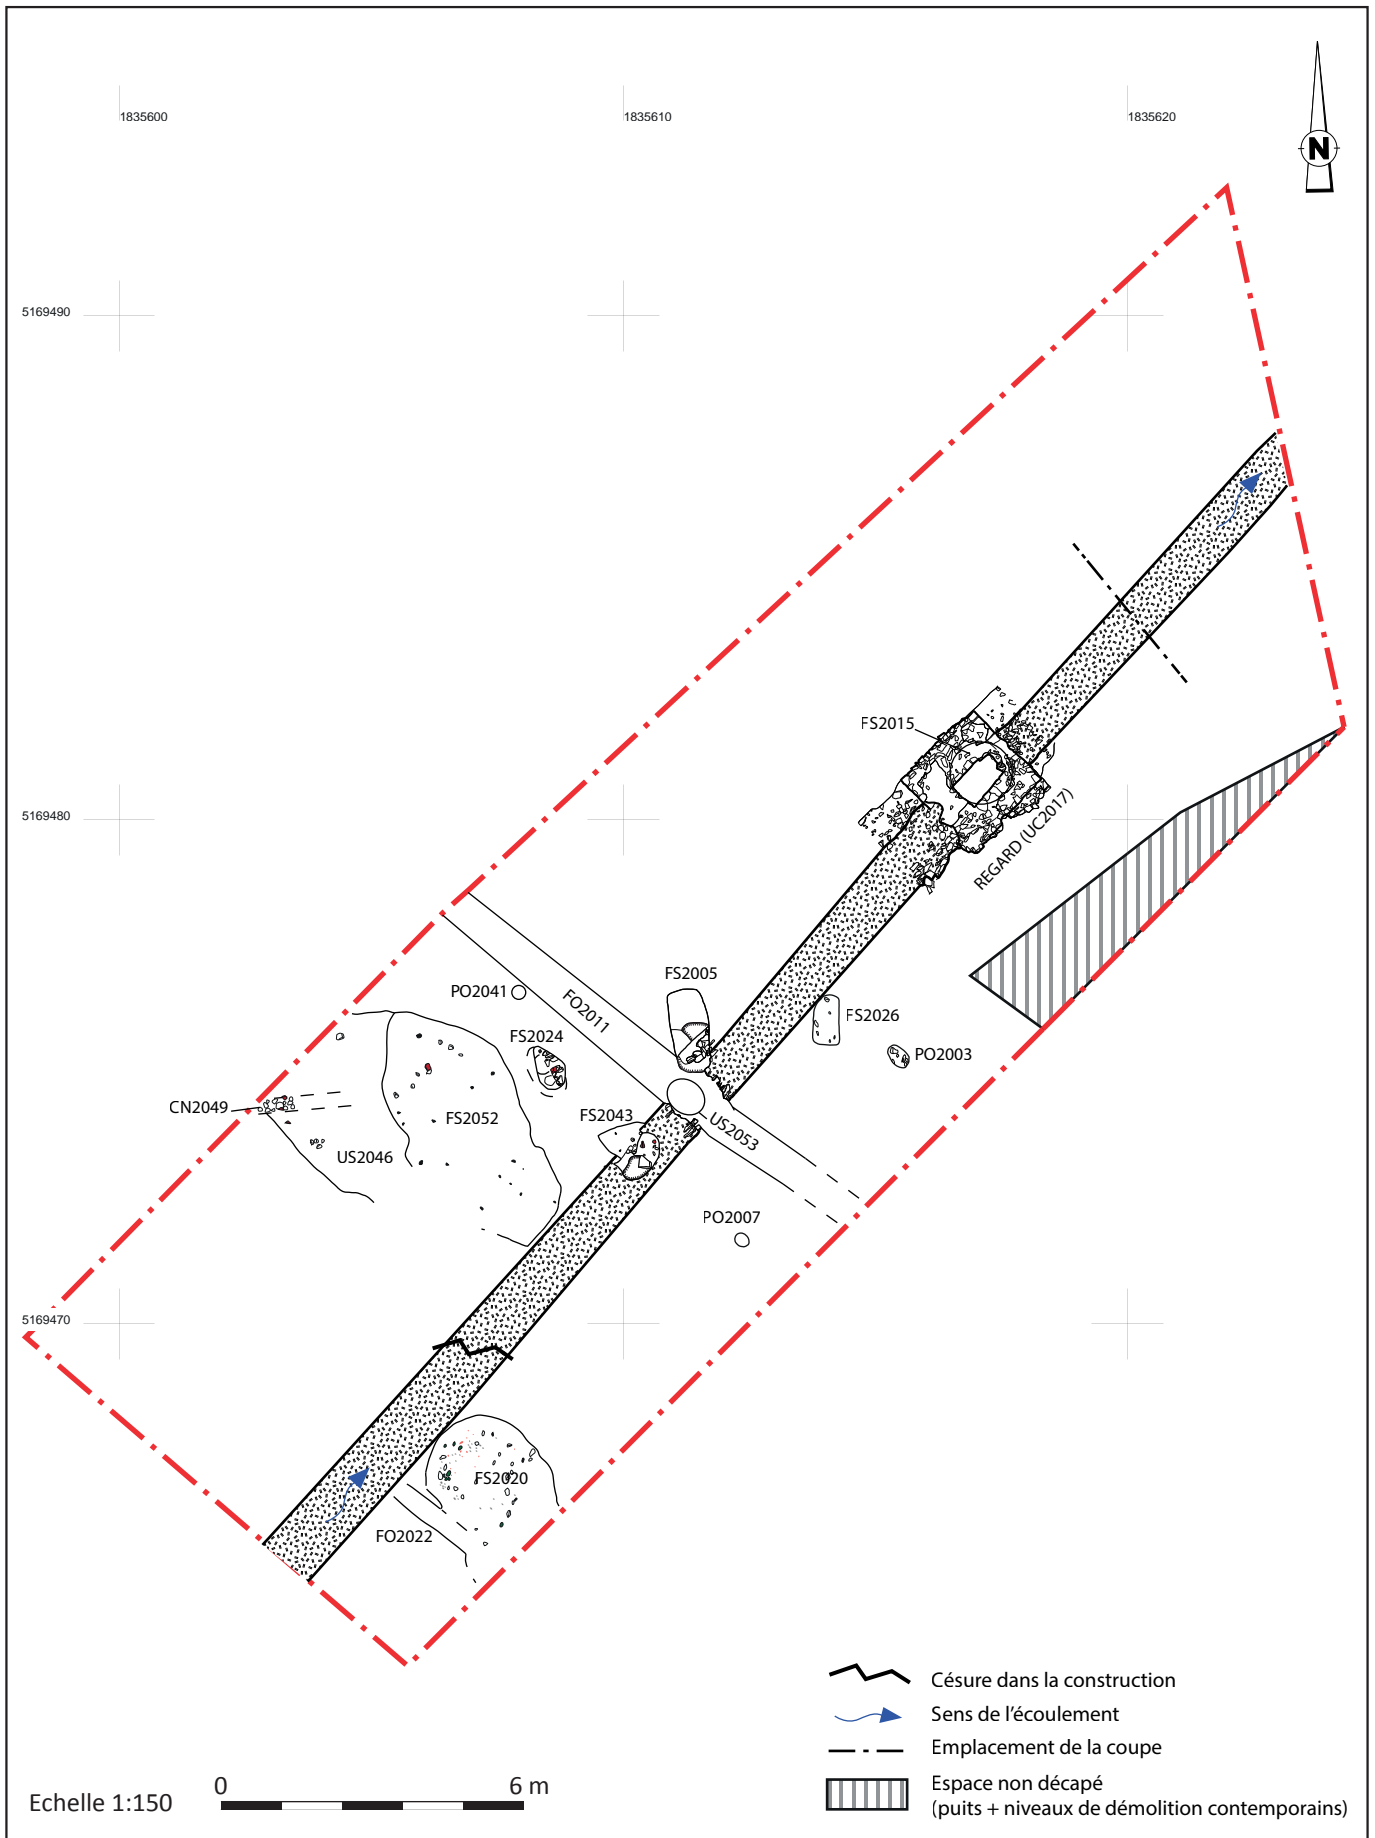 1835600
1835610
1835620
N
5169490
FS2015
5169480
REGARD (UC2017)
FS2005
PO2041
FO2011
FS2026
FS2024
PO2003
CN2049
FS2052
FS2043
US2053
US2046
PO2007
5169470
FS2020
FO2022
Césure dans la construction
Sens de l'écoulement
Emplacement de la coupe
Espace non décapé
(puits + niveaux de démolition contemporains)
Echelle 1:150
0 6 m